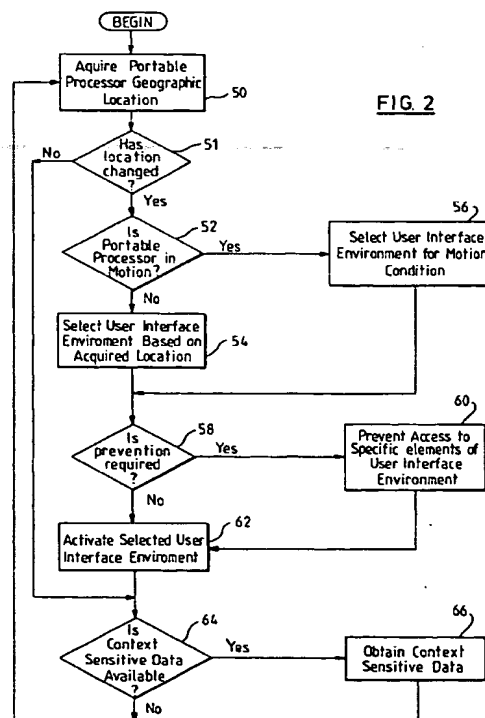 BEGIN
Aquire Portable
Processor Geographic
Location
50
FIG. 2
Has
location
changed
?
51
No
Yes
Is
Portable
Processor in
Motion?
52
Yes
No
Select User Interface
Environment for Motion
Condition
56
Select User Interface
Enviroment Based on
Acquired Location
54
Is
prevention
required
?
58
Yes
No
Prevent Access to
Specific elements of
User Interface
Environment
60
Activate Selected User
Interface Enviroment
62
Is
Context
Sensitive Data
Available
?
64
Yes
No
Obtain Context
Sensitive Data
66